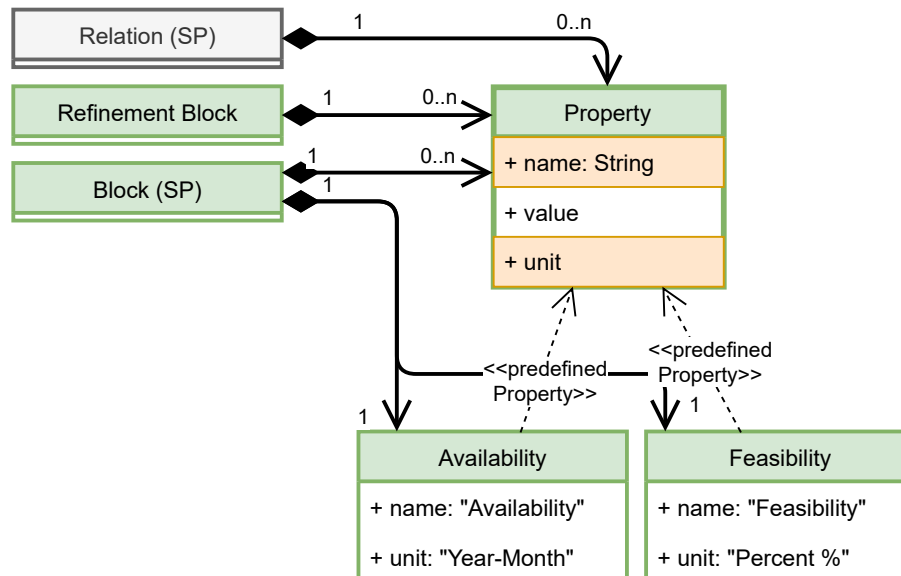 Relation (SP)
1
0..n
Refinement Block
1
0..n
Property
Block (SP)
1
0..n
1
+ name: String
+ value
+ unit
<<predefined
Property>>
<<predefined
Property>>
1
1
Availability
+ name: "Availability"
+ unit: "Year-Month"
Feasibility
+ name: "Feasibility"
+ unit: "Percent %"